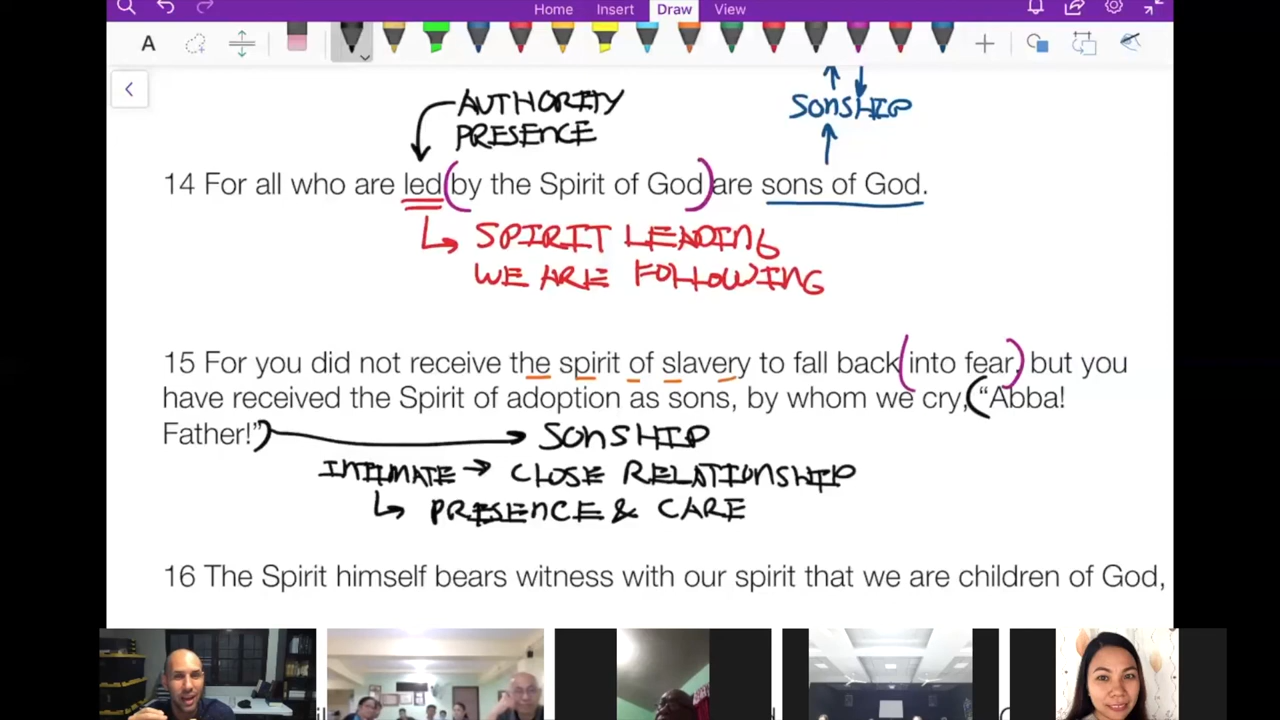 Home Insert Draw View
A
AUTHORITY
PRESENCE
SONSHIP
14 For all who are led (by the Spirit of God) are sons of God.
SPIRIT LEADING
WE ARE FOLLOWING
15 For you did not receive the spirit of slavery to fall back (into fear), but you
have received the Spirit of adoption as sons, by whom we cry, ("Abba!
Father!")
SONSHIP
INTIMATE → CLOSE RELATIONSHIP
PRESENCE & CARE
16 The Spirit himself bears witness with our spirit that we are children of God,